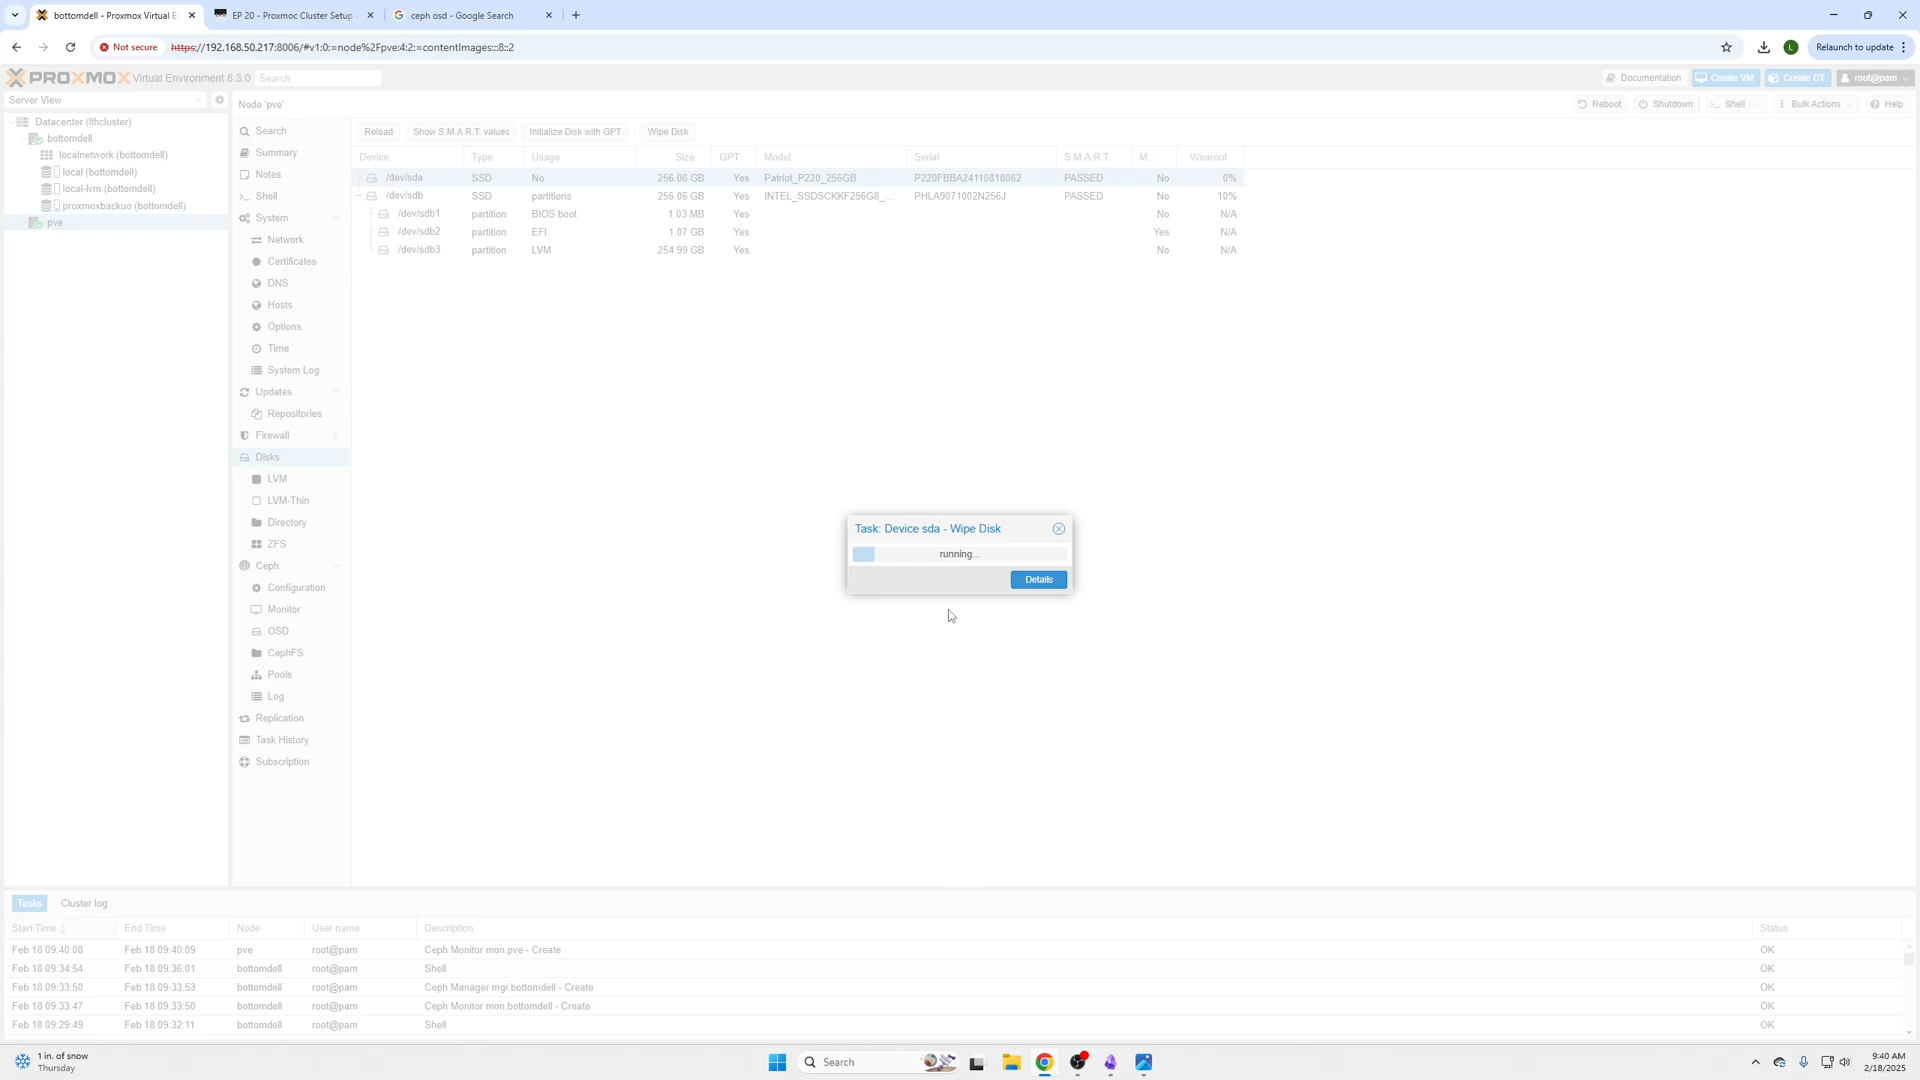 bottomdell - Proxmox Virtual E
EP 20 - Proxmoc Cluster Setup
ceph osd - Google Search
Not secure
https://192.168.50.217:8006/#v1:0:=node%2Fpve:4:2:=contentImages:::8::2
L
Relaunch to update
PROXMOX Virtual Environment 8.3.0
Search
Documentation
Create VM
Create CT
root@pam
Server View
Node 'pve'
Reboot
Shutdown
Shell
Bulk Actions
Help
Datacenter (lthcluster)
bottomdell
localnetwork (bottomdell)
local (bottomdell)
local-lvm (bottomdell)
proxmoxbackuo (bottomdell)
pve
Search
Summary
Notes
Shell
System
Network
Certificates
DNS
Hosts
Options
Time
System Log
Updates
Repositories
Firewall
Disks
LVM
LVM-Thin
Directory
ZFS
Ceph
Configuration
Monitor
OSD
CephFS
Pools
Log
Replication
Task History
Subscription
Reload
Show S.M.A.R.T. values
Initialize Disk with GPT
Wipe Disk
Device Type Usage Size GPT Model Serial S.M.A.R.T. M... Wearout
/dev/sda SSD No 256.06 GB Yes Patriot_P220_256GB P220FBBA24110818062 PASSED No 0%
/dev/sdb SSD partitions 256.06 GB Yes INTEL_SSDSCKKF256G8_... PHLA9071002N256J PASSED No 10%
/dev/sdb1 partition BIOS boot 1.03 MB Yes No N/A
/dev/sdb2 partition EFI 1.07 GB Yes Yes N/A
/dev/sdb3 partition LVM 254.99 GB Yes No N/A
Task: Device sda - Wipe Disk
running...
Details
Tasks
Cluster log
Start Time End Time Node User name Description Status
Feb 18 09:40:08 Feb 18 09:40:09 pve root@pam Ceph Monitor mon.pve - Create OK
Feb 18 09:34:54 Feb 18 09:36:01 bottomdell root@pam Shell OK
Feb 18 09:33:50 Feb 18 09:33:53 bottomdell root@pam Ceph Manager mgr.bottomdell - Create OK
Feb 18 09:33:47 Feb 18 09:33:50 bottomdell root@pam Ceph Monitor mon.bottomdell - Create OK
Feb 18 09:29:49 Feb 18 09:32:11 bottomdell root@pam Shell OK
1 in. of snow
Thursday
Search
9:40 AM
2/18/2025